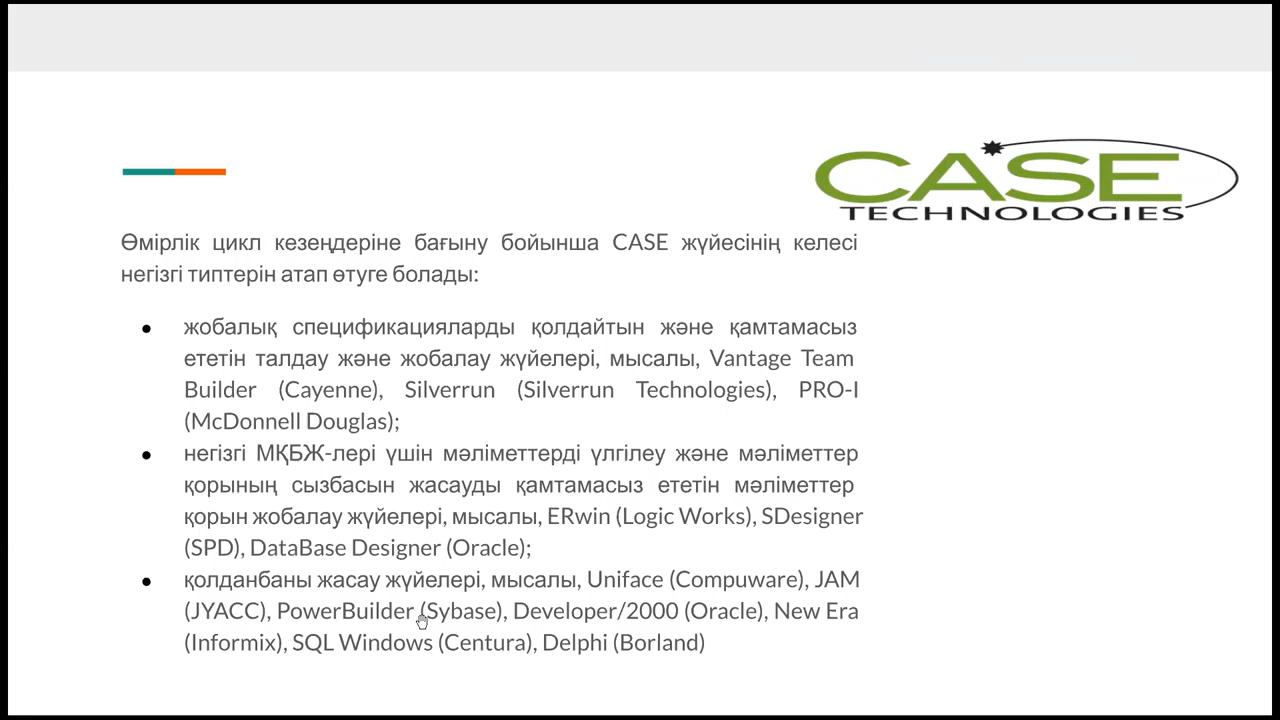 CASE
TECHNOLOGIES
Өмірлік цикл кезеңдеріне бағыну бойынша CASE жүйесінің келесі
негізгі типтерін атап өтуге болады:
● жобалық спецификацияларды қолдайтын және қамтамасыз
ететін талдау және жобалау жүйелері, мысалы, Vantage Team
Builder (Cayenne), Silverrun (Silverrun Technologies), PRO-I
(McDonnell Douglas);
● негізгі МҚБЖ-лері үшін мәліметтерді үлгілеу және мәліметтер
қорының сызбасын жасауды қамтамасыз ететін мәліметтер
қорын жобалау жүйелері, мысалы, ERwin (Logic Works), SDesigner
(SPD), DataBase Designer (Oracle);
● қолданбаны жасау жүйелері, мысалы, Uniface (Compuware), JAM
(JYACC), PowerBuilder (Sybase), Developer/2000 (Oracle), New Era
(Informix), SQL Windows (Centura), Delphi (Borland)